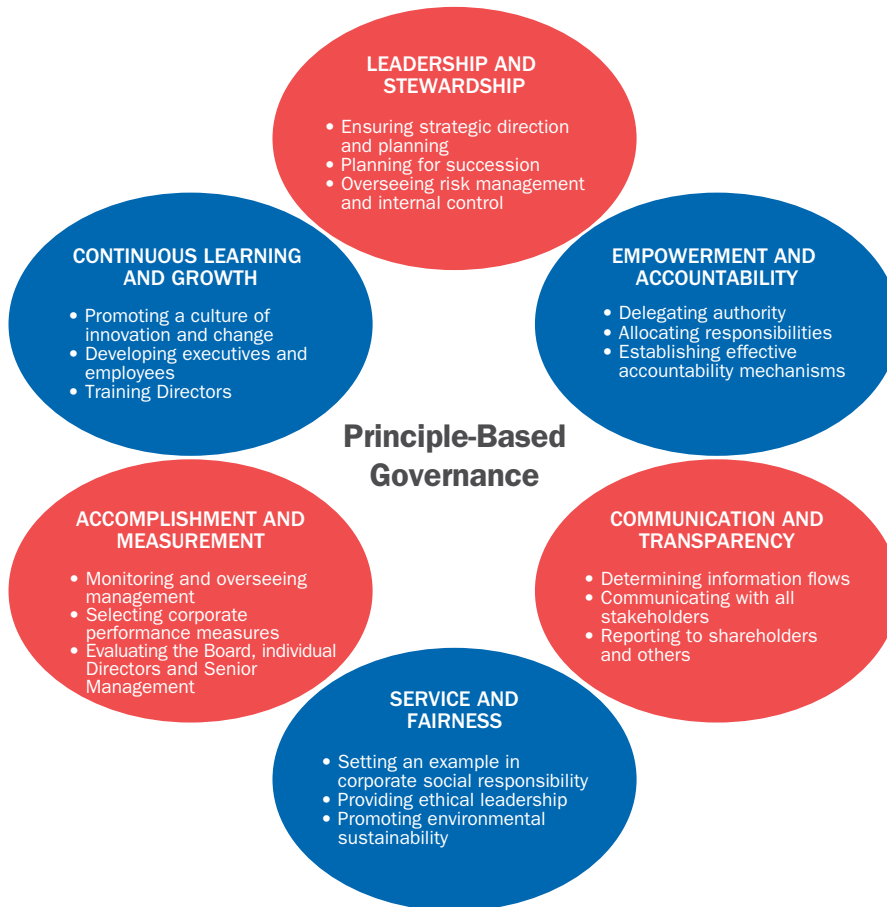 LEADERSHIP AND
STEWARDSHIP
• Ensuring strategic direction
and planning
• Planning for succession
• Overseeing risk management
and internal control
CONTINUOUS LEARNING
AND GROWTH
• Promoting a culture of
innovation and change
• Developing executives and
employees
• Training Directors
EMPOWERMENT AND
ACCOUNTABILITY
• Delegating authority
• Allocating responsibilities
• Establishing effective
accountability mechanisms
Principle-Based
Governance
ACCOMPLISHMENT AND
MEASUREMENT
• Monitoring and overseeing
management
• Selecting corporate
performance measures
• Evaluating the Board, individual
Directors and Senior
Management
COMMUNICATION AND
TRANSPARENCY
• Determining information flows
• Communicating with all
stakeholders
• Reporting to shareholders
and others
SERVICE AND
FAIRNESS
• Setting an example in
corporate social responsibility
• Providing ethical leadership
• Promoting environmental
sustainability